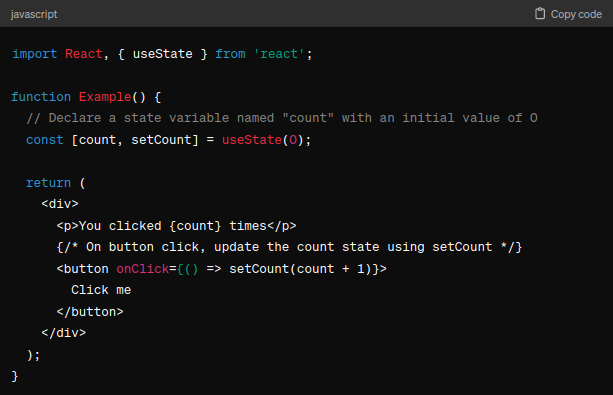 javascript
Copy code
import React, { useState } from 'react';
function Example() {
// Declare a state variable named "count" with an initial value of O
const [count, setCount] = useState(O);
return (
<div>
<p>You clicked {count} times</p>
{/* On button click, update the count state using setCount */}
<button onClick={() => setCount(count + 1)}>
Click me
</button>
</div>
);
}